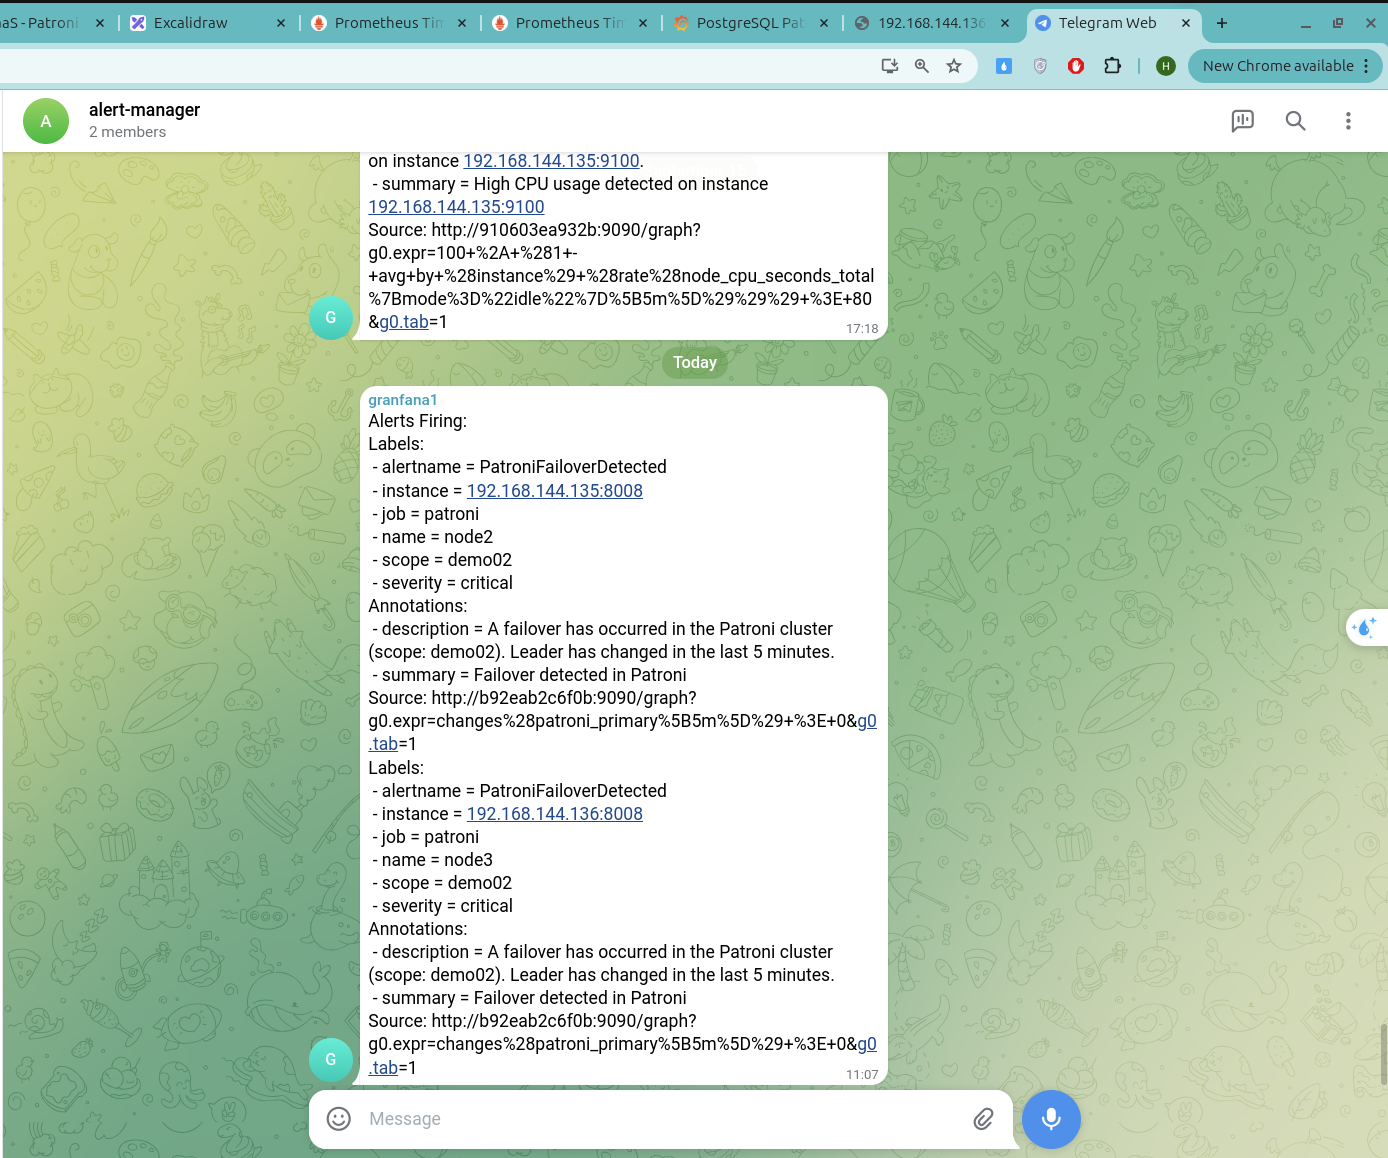 aS - Patroni
Excalidraw
Prometheus Tim
Prometheus Tim
PostgreSQL Pat
192.168.144.136
Telegram Web
H
New Chrome available
A
alert-manager
2 members
on instance 192.168.144.135:9100.
- summary = High CPU usage detected on instance
192.168.144.135:9100
Source: http://910603ea932b:9090/graph?
g0.expr=100+%2A+%281+-
+avg+by+%28instance%29+%28rate%28node_cpu_seconds_total
%7Bmode%3D%22idle%22%7D%5B5m%5D%29%29%29+%3E+80
&g0.tab=1
17:18
G
Today
granfana1
Alerts Firing:
Labels:
- alertname = PatroniFailoverDetected
- instance = 192.168.144.135:8008
- job = patroni
- name = node2
- scope = demo02
- severity = critical
Annotations:
- description = A failover has occurred in the Patroni cluster
(scope: demo02). Leader has changed in the last 5 minutes.
- summary = Failover detected in Patroni
Source: http://b92eab2c6f0b:9090/graph?
g0.expr=changes%28patroni_primary%5B5m%5D%29+%3E+0&g0
.tab=1
Labels:
- alertname = PatroniFailoverDetected
- instance = 192.168.144.136:8008
- job = patroni
- name = node3
- scope = demo02
- severity = critical
Annotations:
- description = A failover has occurred in the Patroni cluster
(scope: demo02). Leader has changed in the last 5 minutes.
- summary = Failover detected in Patroni
Source: http://b92eab2c6f0b:9090/graph?
g0.expr=changes%28patroni_primary%5B5m%5D%29+%3E+0&g0
.tab=1
11:07
G
Message